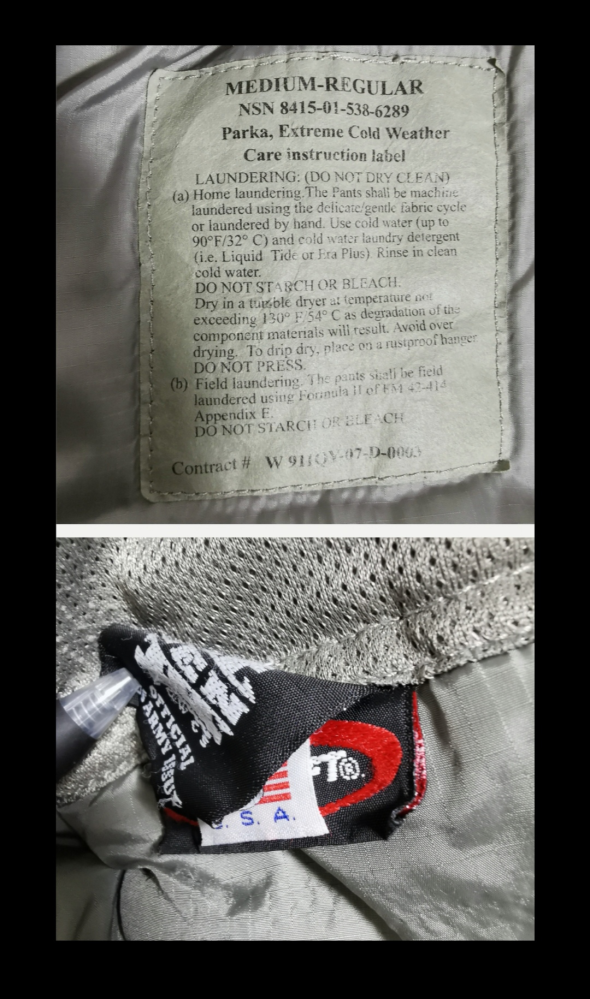 MEDIUM-REGULAR
NSN 8415-01-538-6289
Parka, Extreme Cold Weather
Care instruction label
LAUNDERING: (DO NOT DRY CLEAN)
(a) Home laundering.The Pants shall be machine
laundered using the delicate/gentle fabric cycle
or laundered by hand. Use cold water (up to
90°F/32° C) and cold water laundry detergent
(i.e. Liquid Tide or Era Plus). Rinse in clean
cold water.
DO NOT STARCH OR BLEACH.
Dry in a tumble dryer at temperature not
exceeding 130° F/54° C as degradation of the
component materials will result. Avoid over
drying. To drip dry, place on a rustproof hanger
DO NOT PRESS.
(b) Field laundering. The pants shall be field
laundered using Formula II of FM 42-414
Appendix E.
DO NOT STARCH OR BLEACH
Contract # W 911QY-07-D-0003
OFFICIAL
ARMY ISSUE
FT®
S. A.